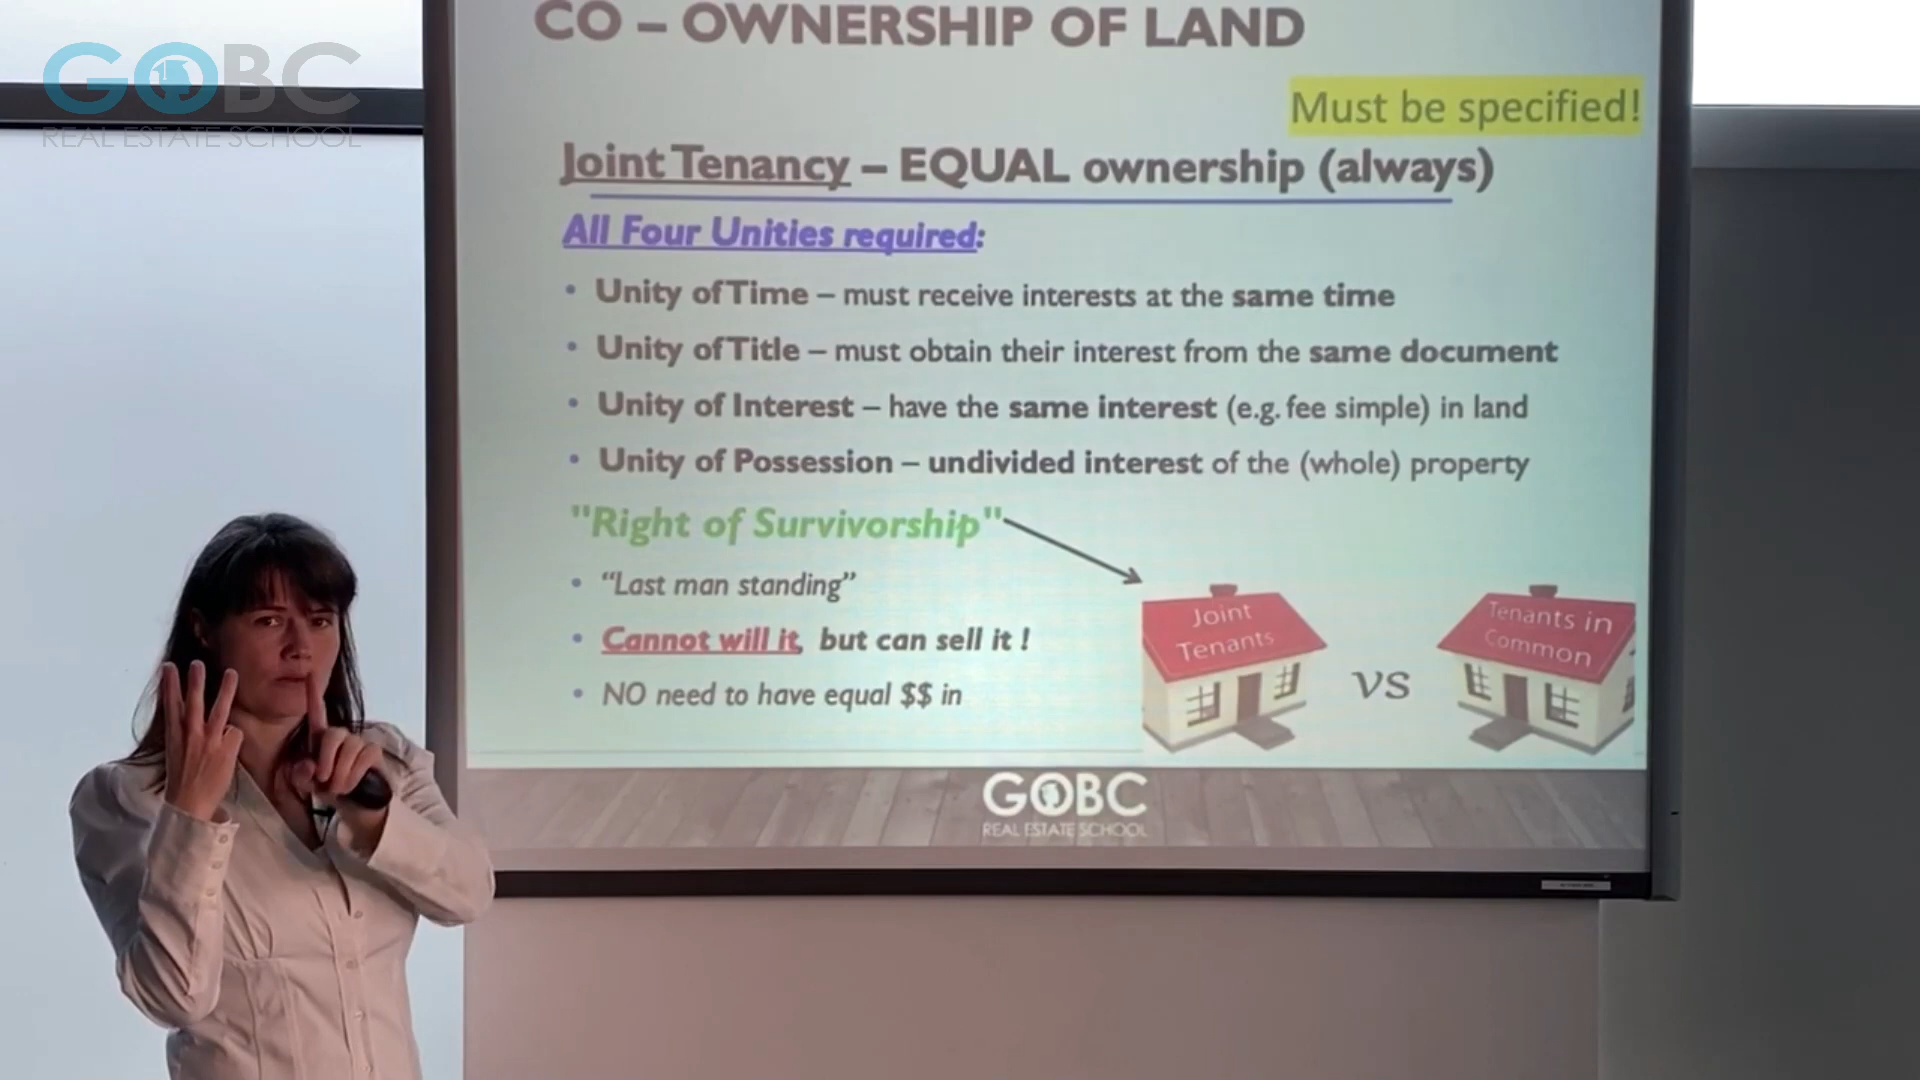 CO – OWNERSHIP OF LAND
GOBC
REAL ESTATE SCHOOL
Must be specified!
Joint Tenancy – EQUAL ownership (always)
All Four Unities required:
• Unity of Time – must receive interests at the same time
• Unity of Title – must obtain their interest from the same document
• Unity of Interest – have the same interest (e.g. fee simple) in land
• Unity of Possession – undivided interest of the (whole) property
"Right of Survivorship"
• “Last man standing”
• Cannot will it, but can sell it !
• NO need to have equal $$ in
Joint
Tenants
vs
Tenants in
Common
GOBC
REAL ESTATE SCHOOL